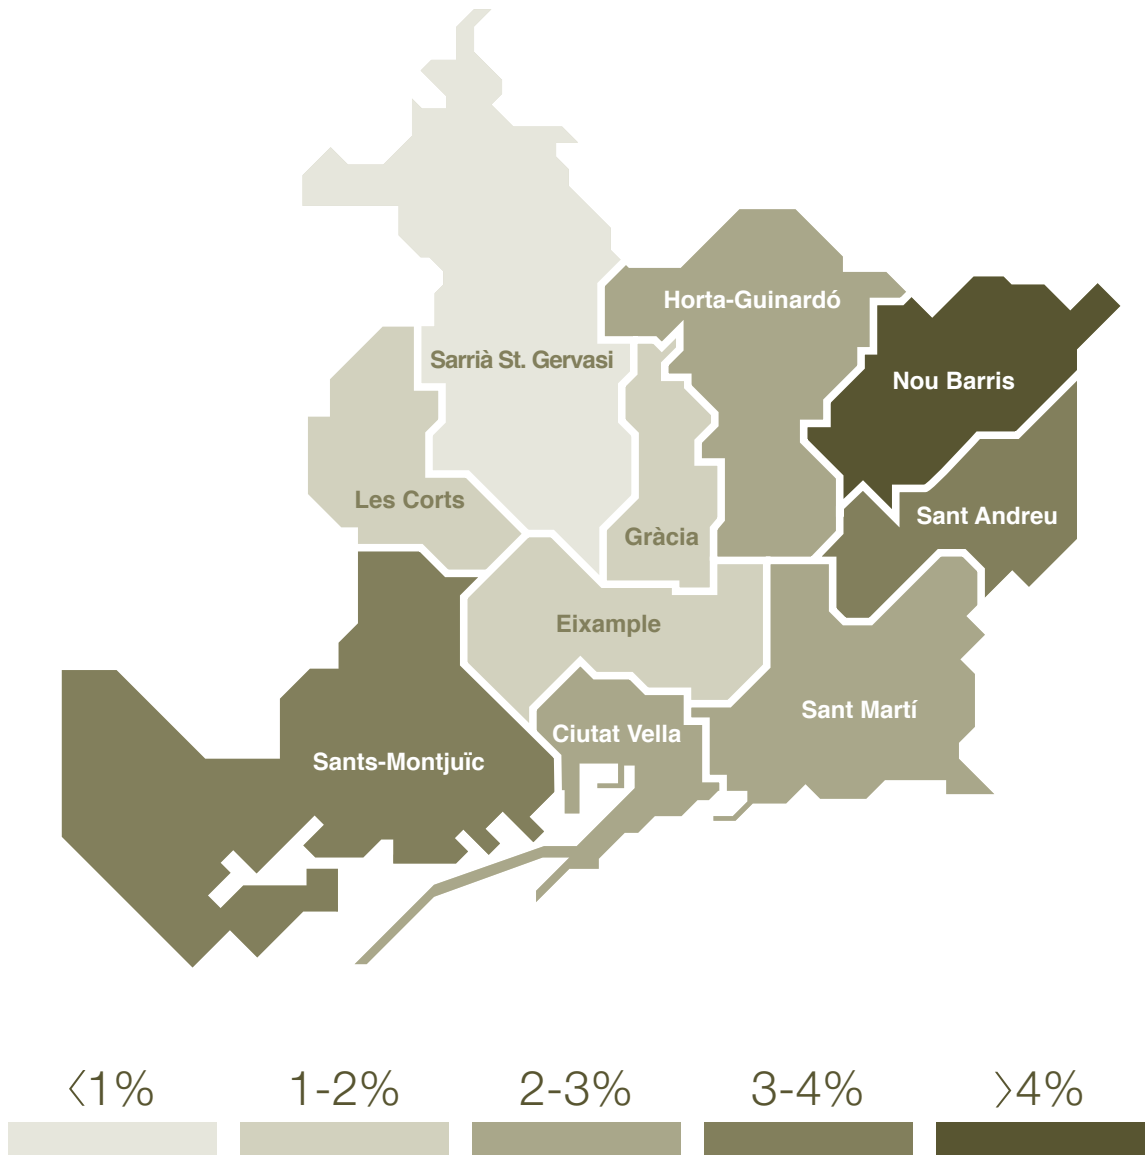 Horta-Guinardó
Sarrià St. Gervasi
Nou Barris
Les Corts
Sant Andreu
Gràcia
Eixample
Sant Martí
Ciutat Vella
Sants-Montjuïc
<1% 1-2% 2-3% 3-4% >4%